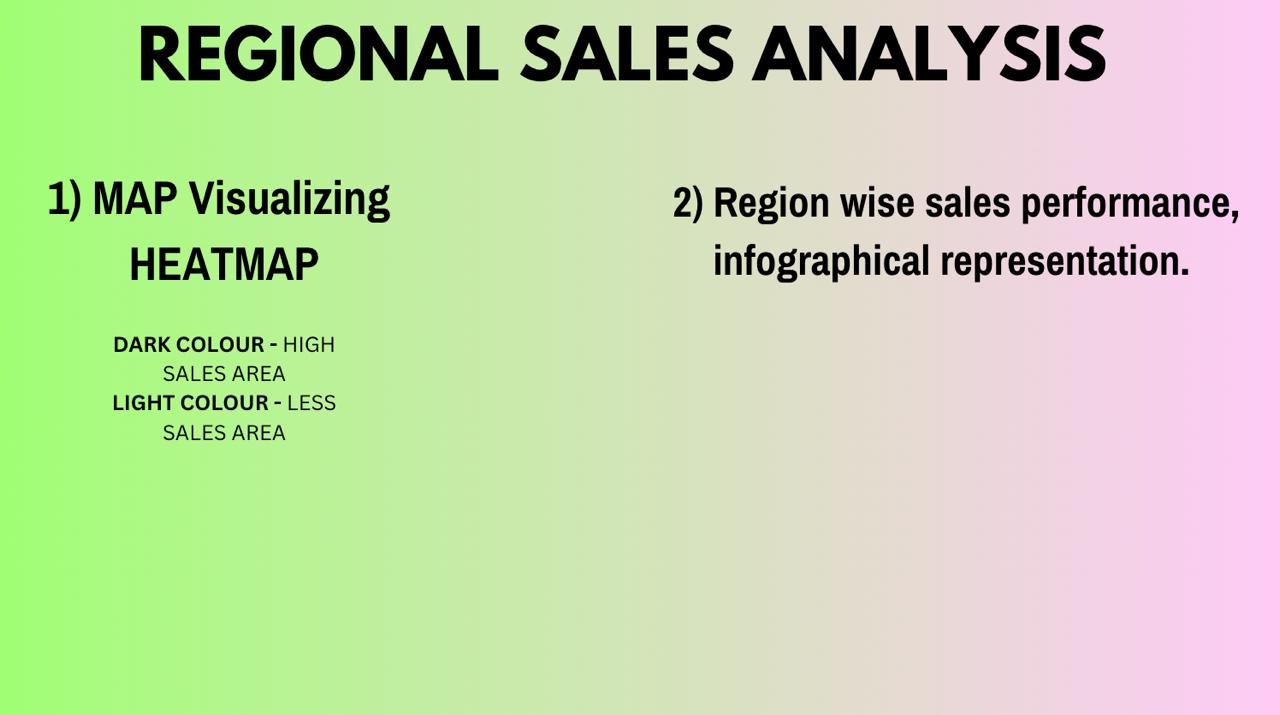 REGIONAL SALES ANALYSIS
1) MAP Visualizing
HEATMAP
DARK COLOUR - HIGH
SALES AREA
LIGHT COLOUR - LESS
SALES AREA
2) Region wise sales performance,
infographical representation.